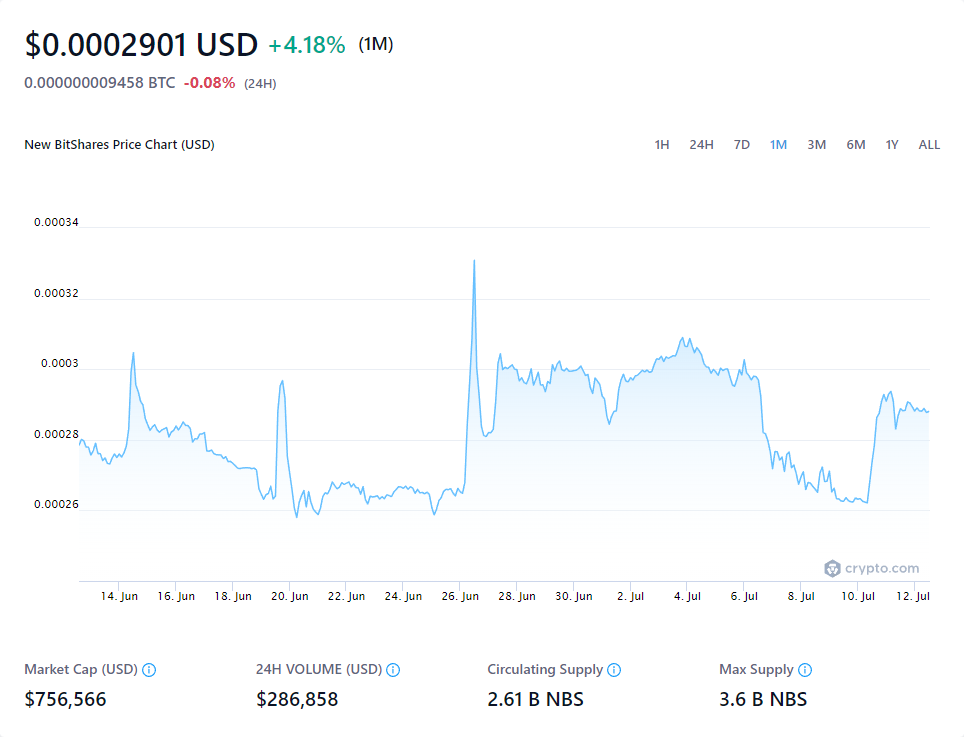 $0.0002901 USD +4.18% (1M)
0.000000009458 BTC -0.08% (24H)
New BitShares Price Chart (USD) 1H 24H 7D 1M 3M 6M 1Y ALL
0.00034
0.00032
0.0003
0.00028
0.00026
crypto.com
14. Jun 16. Jun 18. Jun 20. Jun 22. Jun 24. Jun 26. Jun 28. Jun 30. Jun 2. Jul 4. Jul 6. Jul 8. Jul 10. Jul 12. Jul
Market Cap (USD) 24H VOLUME (USD) Circulating Supply Max Supply
$756,566 $286,858 2.61 B NBS 3.6 B NBS